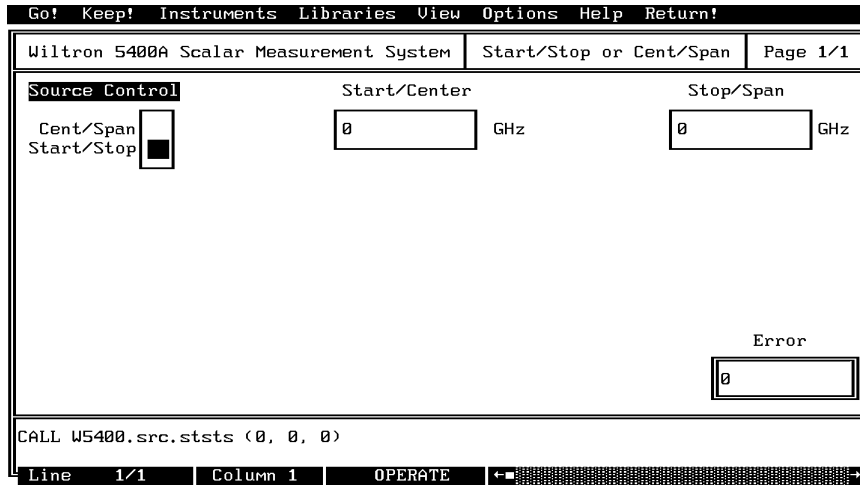 Go! Keep! Instruments Libraries View Options Help Return!
Wiltron 5400A Scalar Measurement System Start/Stop or Cent/Span Page 1/1
Source Control Start/Center Stop/Span
Cent/Span 0 GHz 0 GHz
Start/Stop
Error
0
CALL W5400.src.ststs (0, 0, 0)
Line 1/1 Column 1 OPERATE